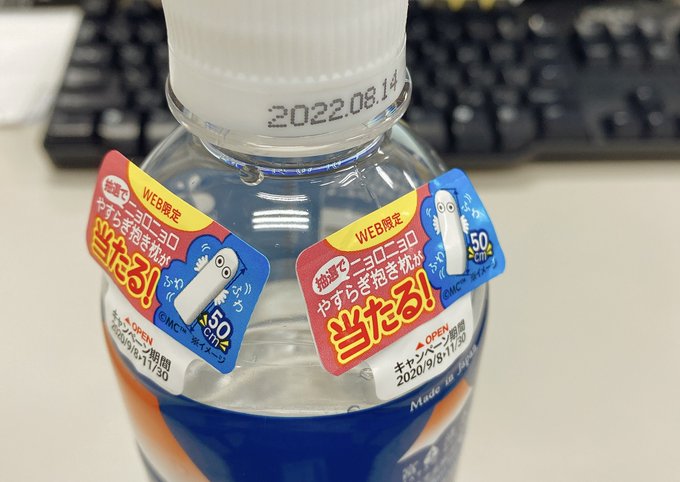 2022.08.14
WEB限定
抽選で
ニョロニョロ
やすらぎ抱き枕が
当たる!
ふわ
ふわ
50
cm
©MC™
※イメージ
▲OPEN
キャンペーン期間
2020/9/8▸11/30
WEB限定
抽選で
ニョロニョロ
やすらぎ抱き枕が
当たる!
ふわ
ふわ
50
cm
©MC™ ※イメージ
▲OPEN
キャンペーン期間
2020/9/8▸11/30
Made in Japan